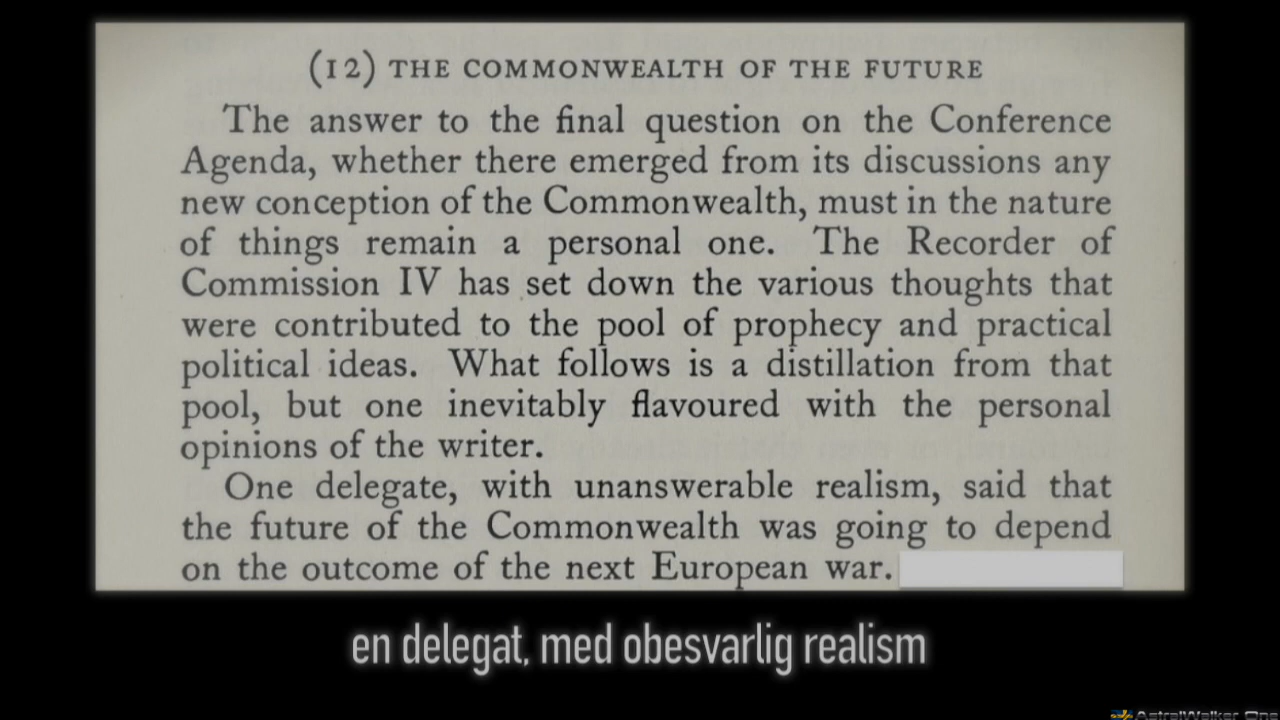 (12) THE COMMONWEALTH OF THE FUTURE
The answer to the final question on the Conference
Agenda, whether there emerged from its discussions any
new conception of the Commonwealth, must in the nature
of things remain a personal one. The Recorder of
Commission IV has set down the various thoughts that
were contributed to the pool of prophecy and practical
political ideas. What follows is a distillation from that
pool, but one inevitably flavoured with the personal
opinions of the writer.
One delegate, with unanswerable realism, said that
the future of the Commonwealth was going to depend
on the outcome of the next European war.
en delegat, med obesvarlig realism